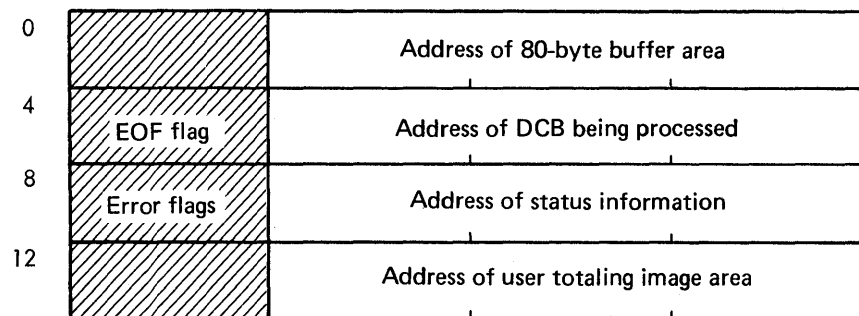 0
Address of 80-byte buffer area
4
EOF flag
Address of DCB being processed
8
Error flags
Address of status information
12
Address of user totaling image area